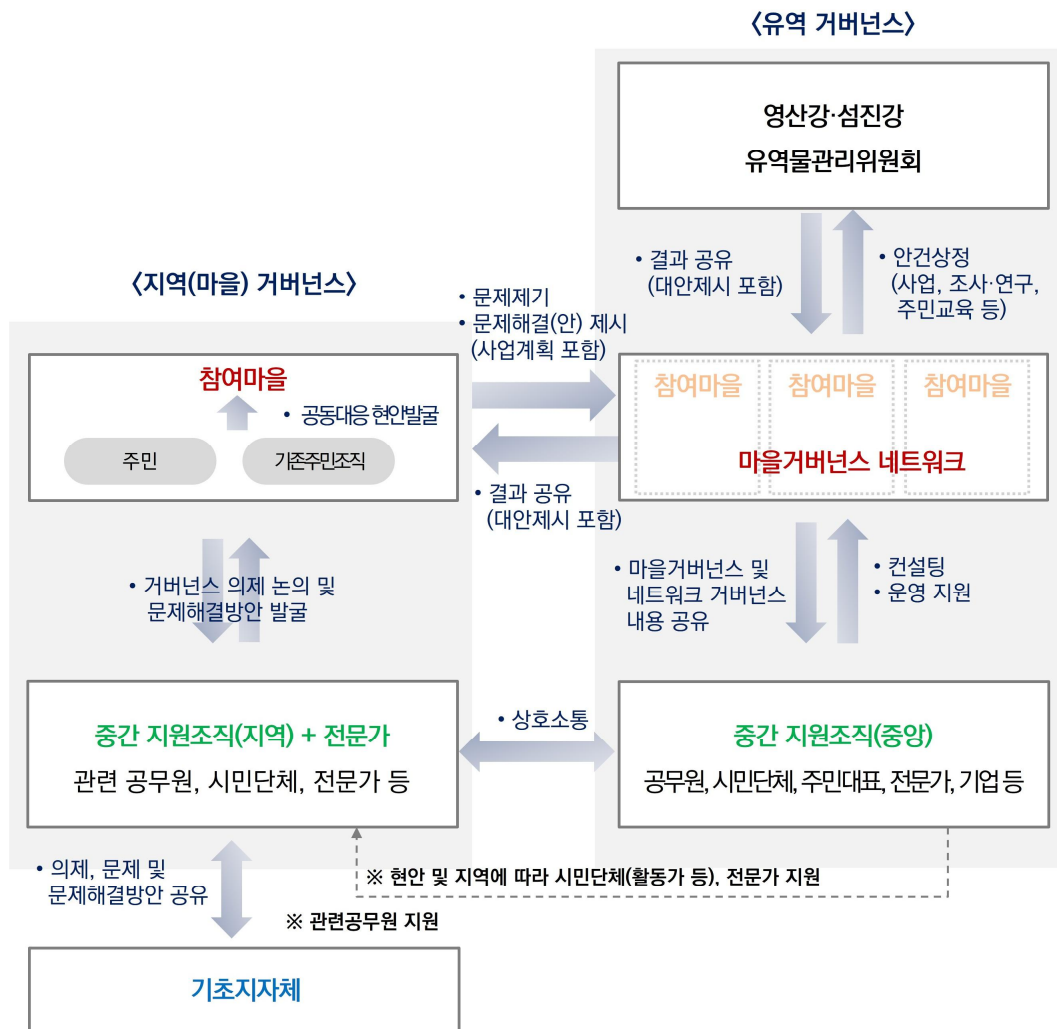 〈유역 거버넌스〉
영산강·섬진강
유역물관리위원회
• 결과 공유
(대안제시 포함)
• 안건상정
(사업, 조사·연구,
주민교육 등)
〈지역(마을) 거버넌스〉
• 문제제기
• 문제해결(안) 제시
(사업계획 포함)
참여마을
• 공동대응 현안발굴
주민
기존주민조직
참여마을
참여마을
참여마을
마을거버넌스 네트워크
• 결과 공유
(대안제시 포함)
• 거버넌스 의제 논의 및
문제해결방안 발굴
• 마을거버넌스 및
네트워크 거버넌스
내용 공유
• 컨설팅
• 운영 지원
중간 지원조직(지역) + 전문가
관련 공무원, 시민단체, 전문가 등
• 상호소통
중간 지원조직(중앙)
공무원, 시민단체, 주민대표, 전문가, 기업 등
• 의제, 문제 및
문제해결방안 공유
※ 현안 및 지역에 따라 시민단체(활동가 등), 전문가 지원
※ 관련공무원 지원
기초지자체